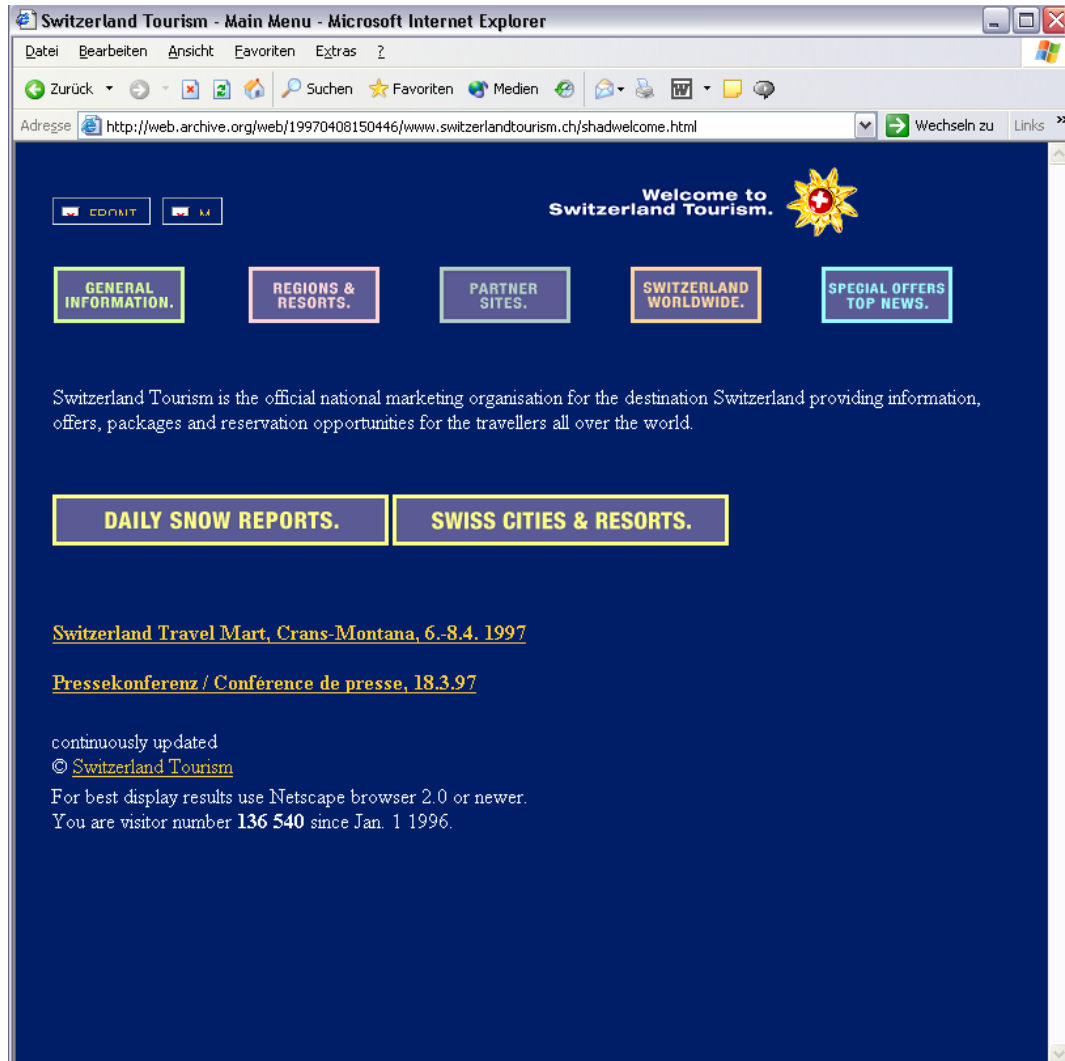 Switzerland Tourism - Main Menu - Microsoft Internet Explorer
Datei Bearbeiten Ansicht Favoriten Extras ?
Zurück Suchen Favoriten Medien
Adresse http://web.archive.org/web/19970408150446/www.switzerlandtourism.ch/shadwelcome.html Wechseln zu Links »
Welcome to
Switzerland Tourism.
FRONT M
GENERAL
INFORMATION.
REGIONS &
RESORTS.
PARTNER
SITES.
SWITZERLAND
WORLDWIDE.
SPECIAL OFFERS
TOP NEWS.
Switzerland Tourism is the official national marketing organisation for the destination Switzerland providing information,
offers, packages and reservation opportunities for the travellers all over the world.
DAILY SNOW REPORTS. SWISS CITIES & RESORTS.
Switzerland Travel Mart, Crans-Montana, 6.-8.4. 1997
Pressekonferenz / Conférence de presse, 18.3.97
continuously updated
© Switzerland Tourism
For best display results use Netscape browser 2.0 or newer.
You are visitor number 136 540 since Jan. 1 1996.